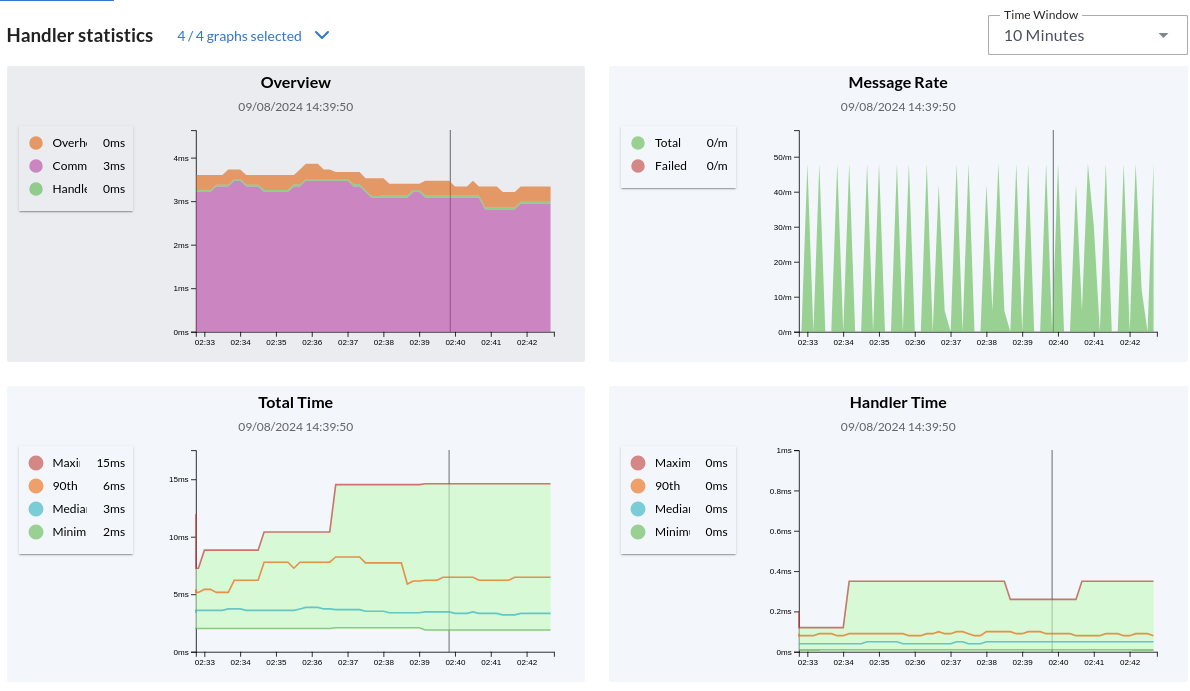 Time Window
Handler statistics 4 / 4 graphs selected 10 Minutes
Overview
09/08/2024 14:39:50
Overh 0ms
Comm 3ms
Handle 0ms
4ms
3ms
2ms
1ms
0ms
02:33 02:34 02:35 02:36 02:37 02:38 02:39 02:40 02:41 02:42
Message Rate
09/08/2024 14:39:50
Total 0/m
Failed 0/m
50/m
40/m
30/m
20/m
10/m
0/m
02:33 02:34 02:35 02:36 02:37 02:38 02:39 02:40 02:41 02:42
Total Time
09/08/2024 14:39:50
Maxi 15ms
90th 6ms
Media 3ms
Minim 2ms
15ms
10ms
5ms
0ms
02:33 02:34 02:35 02:36 02:37 02:38 02:39 02:40 02:41 02:42
Handler Time
09/08/2024 14:39:50
Maxim 0ms
90th 0ms
Media 0ms
Minim 0ms
1ms
0.8ms
0.6ms
0.4ms
0.2ms
0ms
02:33 02:34 02:35 02:36 02:37 02:38 02:39 02:40 02:41 02:42